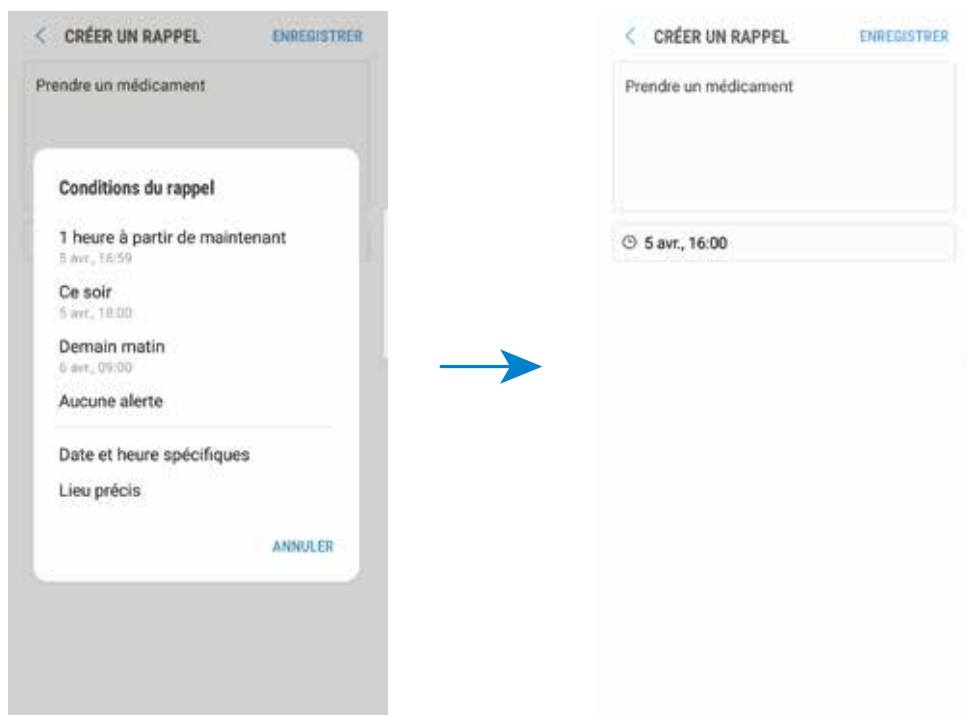 CRÉER UN RAPPEL ENREGISTRER
Prendre un médicament
Conditions du rappel
1 heure à partir de maintenant
5 avr., 16:59
Ce soir
5 avr., 18:00
Demain matin
6 avr., 09:00
Aucune alerte
Date et heure spécifiques
Lieu précis
ANNULER
CRÉER UN RAPPEL ENREGISTRER
Prendre un médicament
5 avr., 16:00